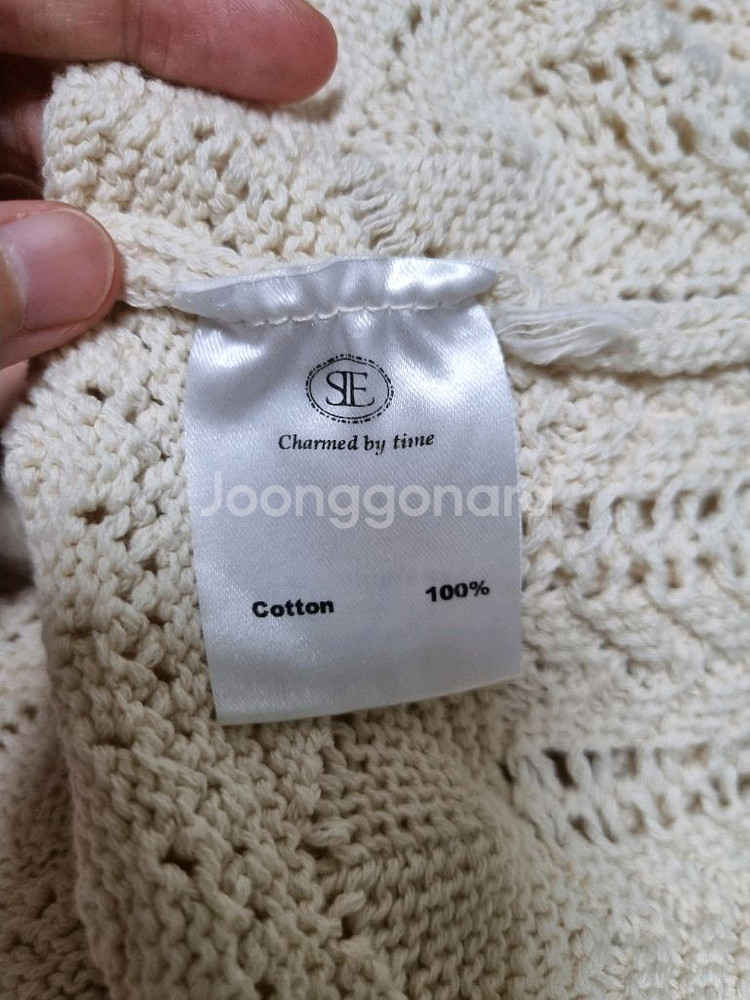 SE
Charmed by time
Joonggonara
Cotton 100%